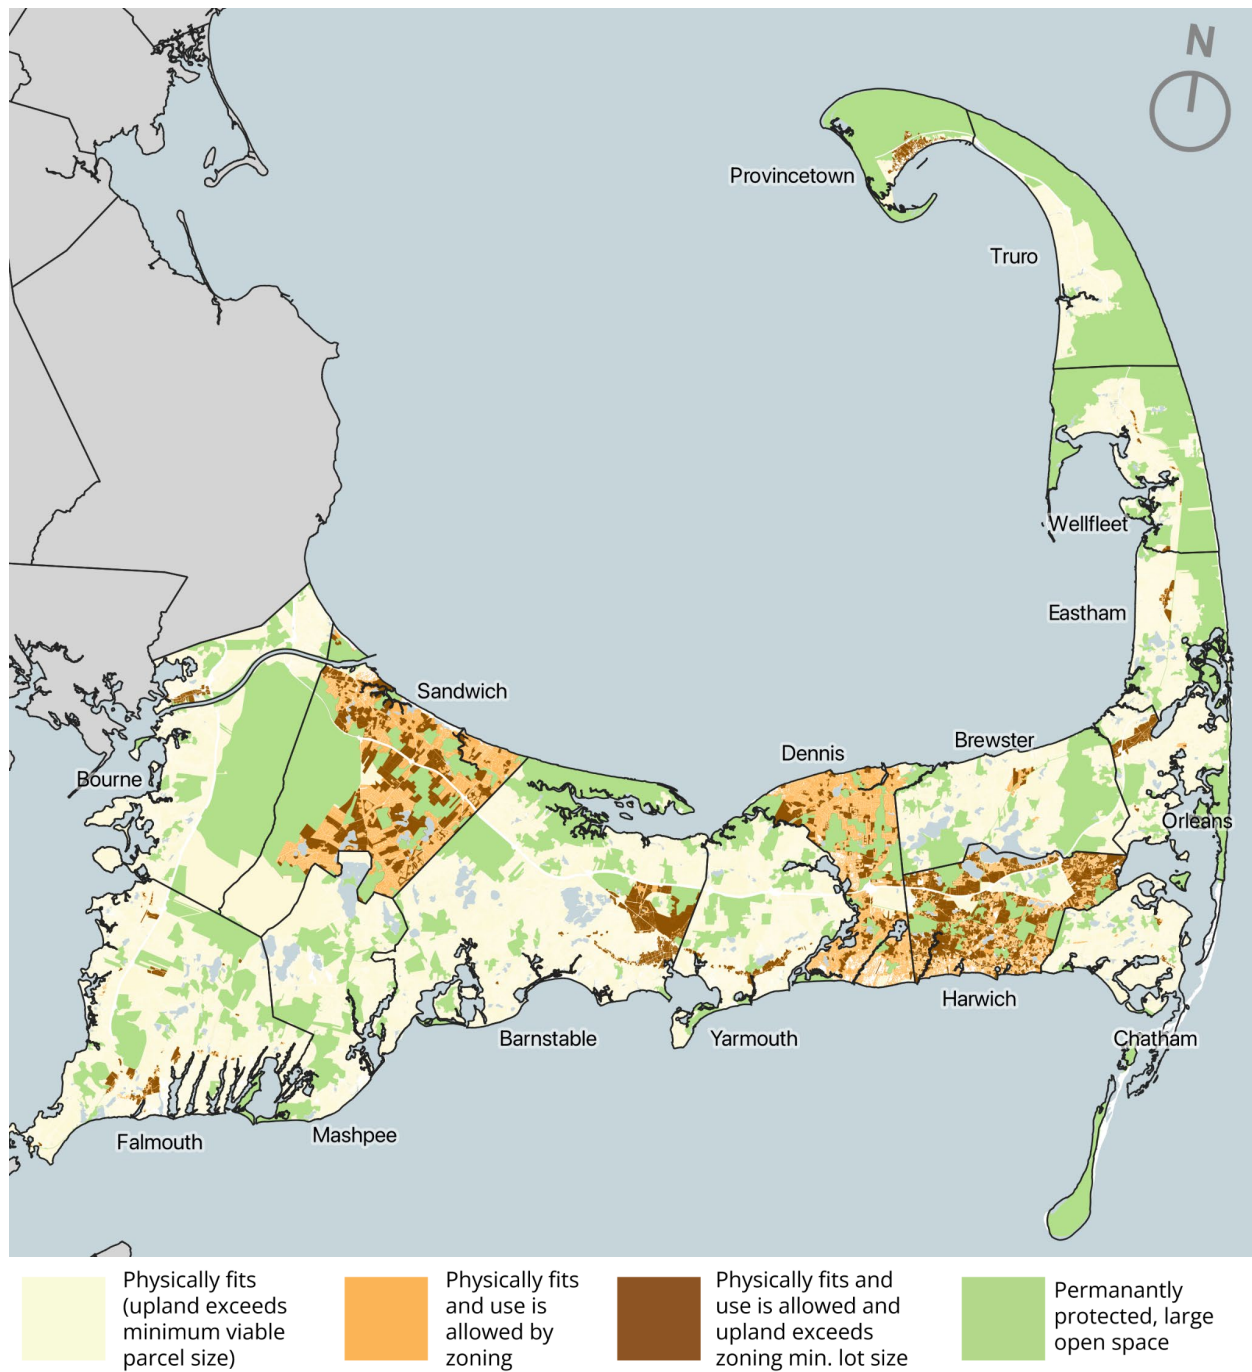 N
Provincetown
Truro
Wellfleet
Eastham
Sandwich
Brewster
Dennis
Bourne
Orleans
Harwich
Barnstable
Yarmouth
Chatham
Falmouth
Mashpee
Physically fits
(upland exceeds
minimum viable
parcel size)
Physically fits
and use is
allowed by
zoning
Physically fits and
use is allowed and
upland exceeds
zoning min. lot size
Permanantly
protected, large
open space